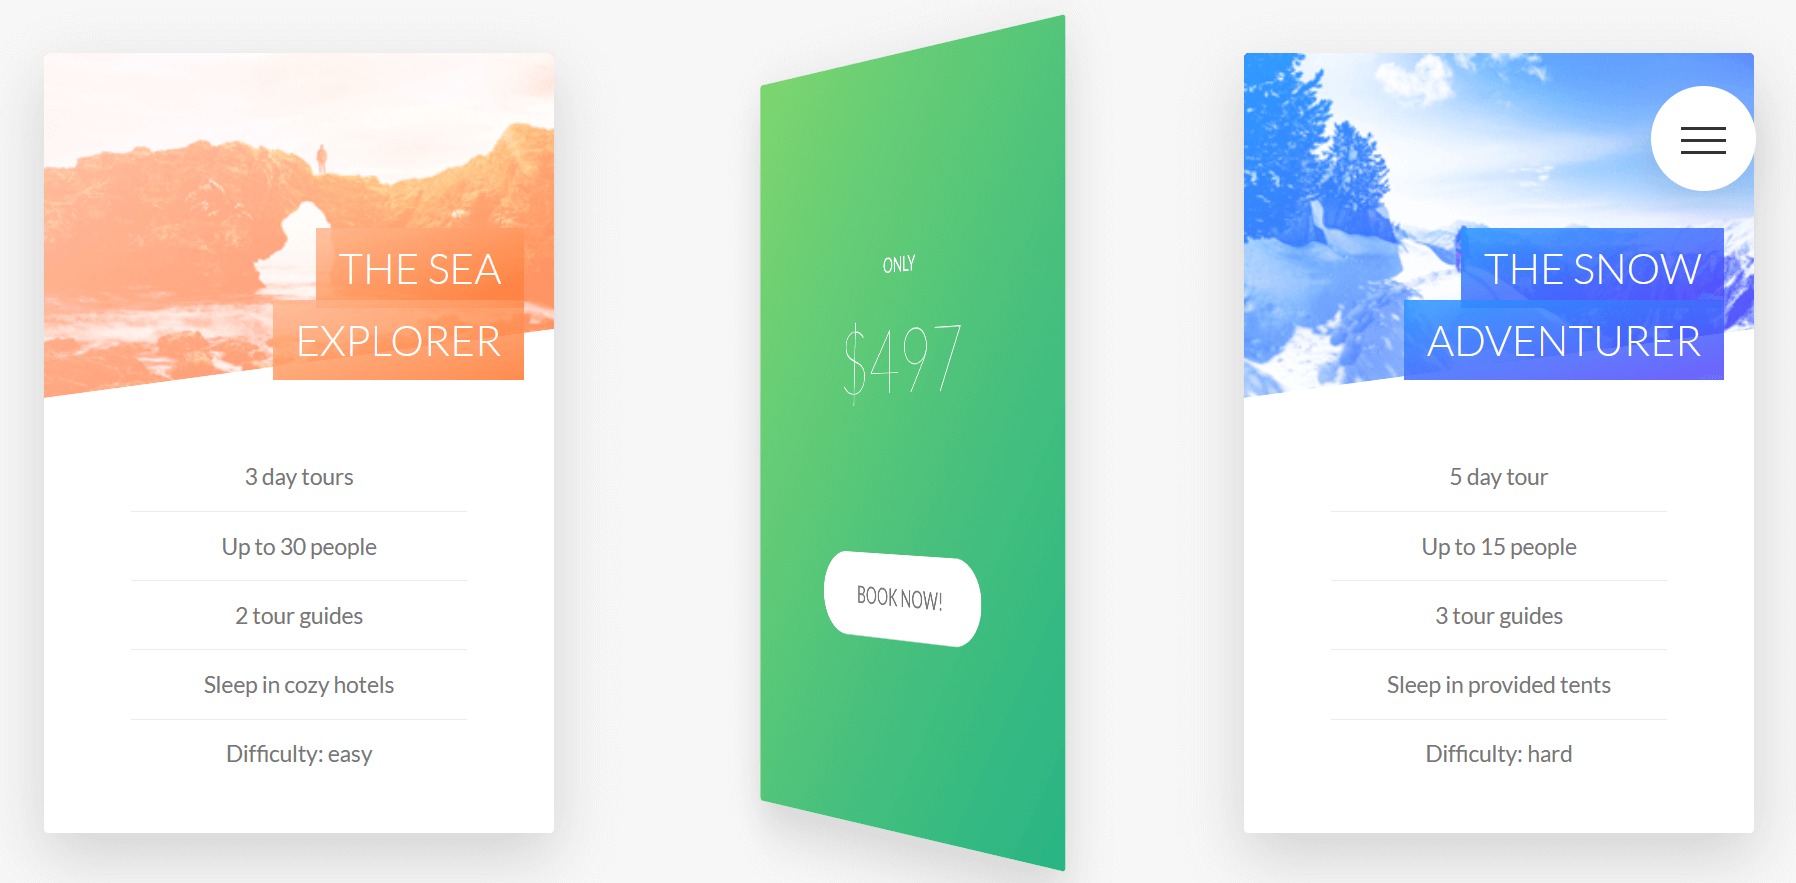 THE SEA
EXPLORER
3 day tours
Up to 30 people
2 tour guides
Sleep in cozy hotels
Difficulty: easy
ONLY
$497
BOOK NOW!
THE SNOW
ADVENTURER
5 day tour
Up to 15 people
3 tour guides
Sleep in provided tents
Difficulty: hard